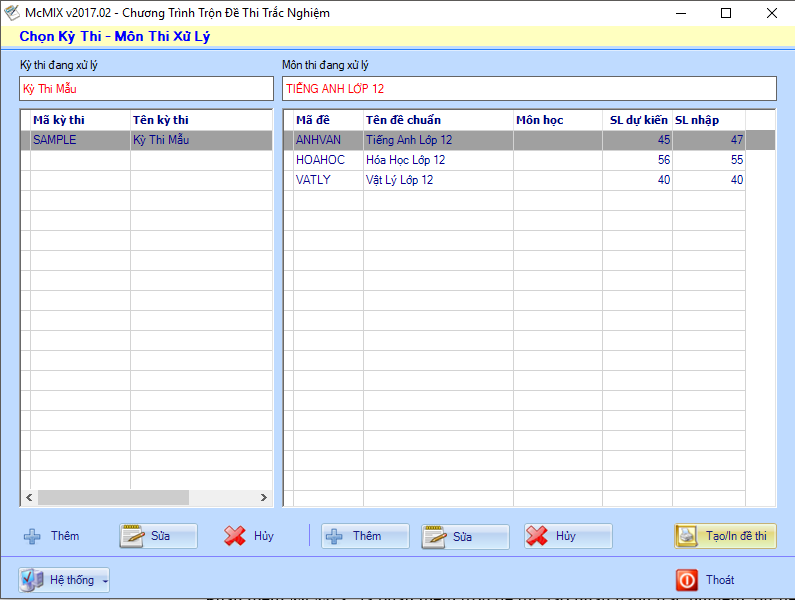 McMIX v2017.02 - Chương Trình Trộn Đề Thi Trắc Nghiệm
Chọn Kỳ Thi - Môn Thi Xử Lý
Kỳ thi đang xử lý
Kỳ Thi Mẫu
Mã kỳ thi Tên kỳ thi
SAMPLE Kỳ Thi Mẫu
Môn thi đang xử lý
TIẾNG ANH LỚP 12
Mã đề Tên đề chuẩn Môn học SL dự kiến SL nhập
ANHVAN Tiếng Anh Lớp 12 45 47
HOAHOC Hóa Học Lớp 12 56 55
VATLY Vật Lý Lớp 12 40 40
Thêm Sửa Hủy Thêm Sửa Hủy Tạo/In đề thi
Hệ thống Thoát